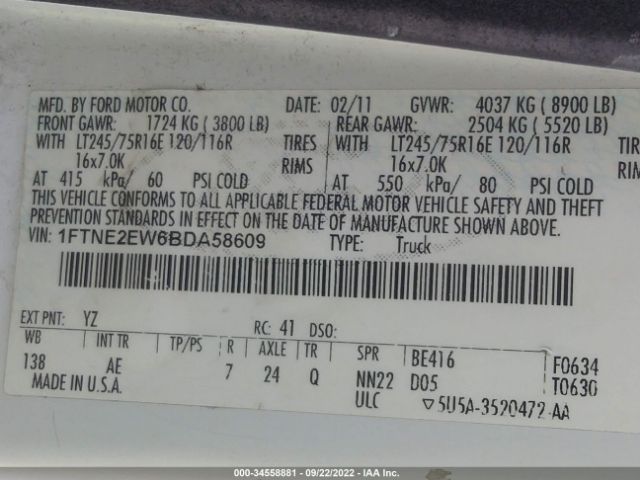 MFD. BY FORD MOTOR CO. DATE: 02/11 GVWR: 4037 KG ( 8900 LB)
FRONT GAWR: 1724 KG ( 3800 LB) REAR GAWR: 2504 KG ( 5520 LB)
WITH LT245/75R16E 120/116R TIRES WITH LT245/75R16E 120/116R TIRE
16x7.0K RIMS 16x7.0K RIM
AT 415 kPa/ 60 PSI COLD AT 550 kPa/ 80 PSI COLD
THIS VEHICLE CONFORMS TO ALL APPLICABLE FEDERAL MOTOR VEHICLE SAFETY AND THEFT
PREVENTION STANDARDS IN EFFECT ON THE DATE OF MANUFACTURE SHOWN ABOVE.
VIN: 1FTNE2EW6BDA58609 TYPE: Truck
EXT PNT: YZ RC: 41 DSO:
WB INT TR TP/PS R AXLE TR SPR BE416 F0634
138 AE 7 24 Q NN22 D05 T0630
MADE IN U.S.A. ULC ▽5U5A-3520472-AA
000-34558881 - 09/22/2022 - IAA Inc.